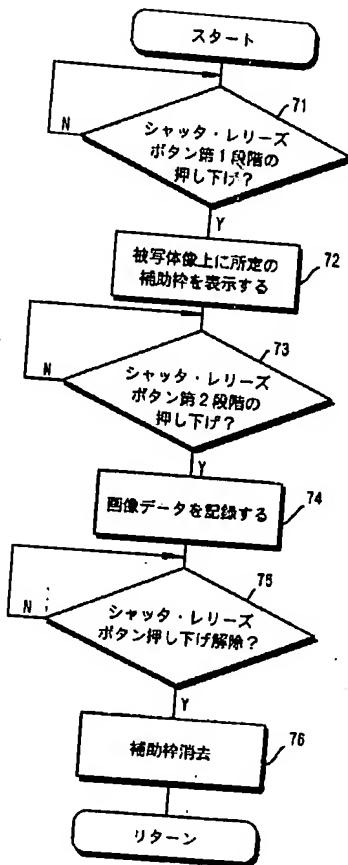 スタート
71
シャッタ・レリーズ
ボタン第1段階の
押し下げ?
N
Y
被写体像上に所定の
補助枠を表示する
72
73
シャッタ・レリーズ
ボタン第2段階の
押し下げ?
N
Y
画像データを記録する
74
75
シャッタ・レリーズ
ボタン押し下げ解除?
N
Y
補助枠消去
76
リターン